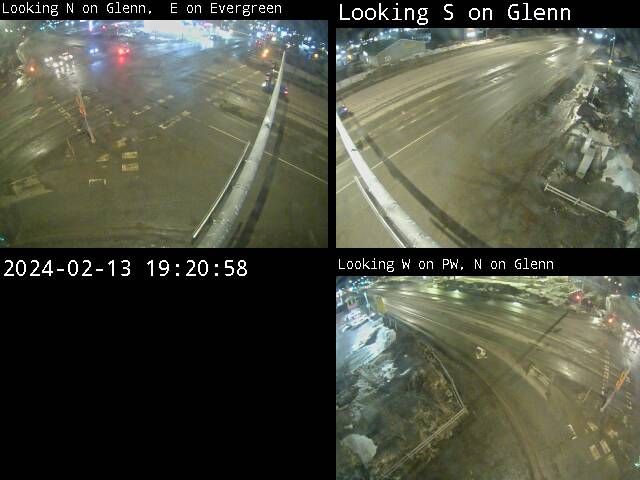 Looking N on Glenn,  E on Evergreen
Looking S on Glenn
2024-02-13 19:20:58
Looking W on PW, N on Glenn